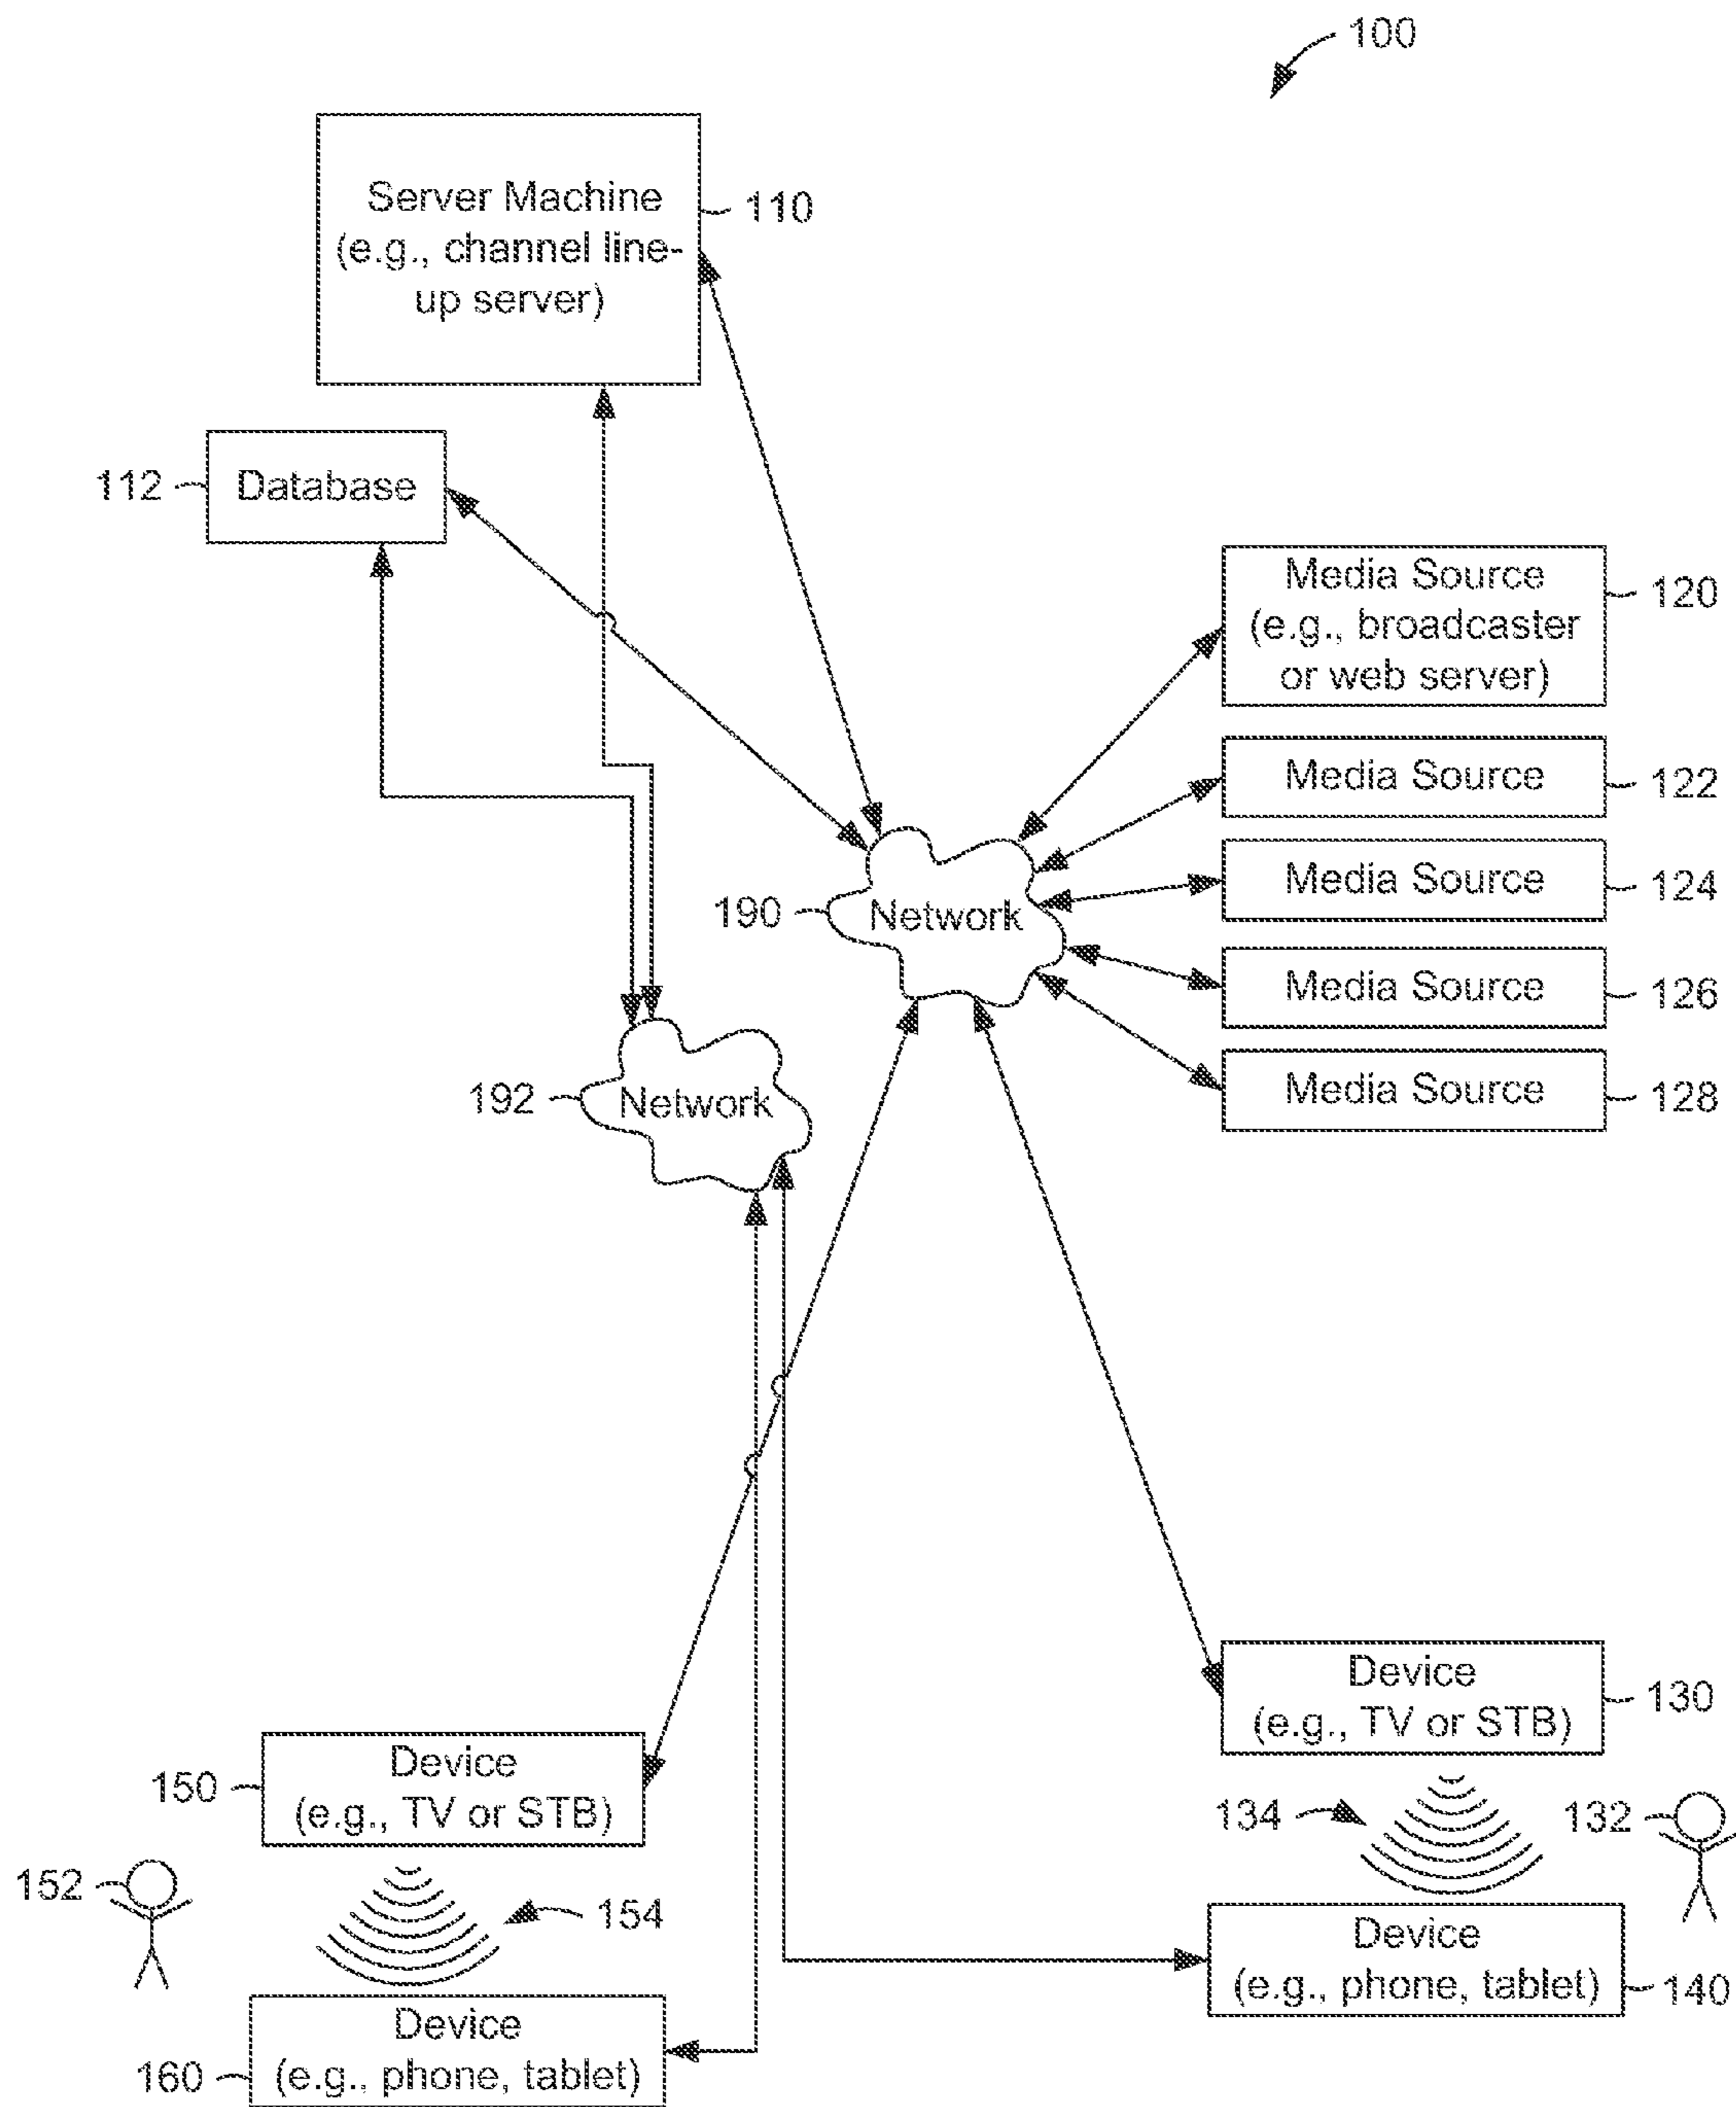 100
Server Machine
(e.g., channel line-
up server)
110
112
Database
Media Source
(e.g., broadcaster
or web server)
120
Media Source
122
Media Source
124
190
Network
Media Source
126
Media Source
128
192
Network
Device
(e.g., TV or STB)
130
150
Device
(e.g., TV or STB)
134
132
152
154
Device
(e.g., phone, tablet)
140
160
Device
(e.g., phone, tablet)